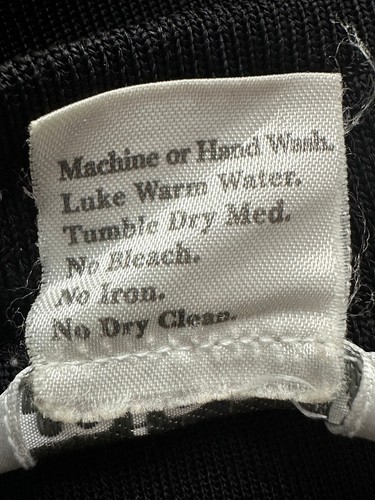 Machine or Hand Wash.
Luke Warm Water.
Tumble Dry Med.
No Bleach.
No Iron.
No Dry Clean.